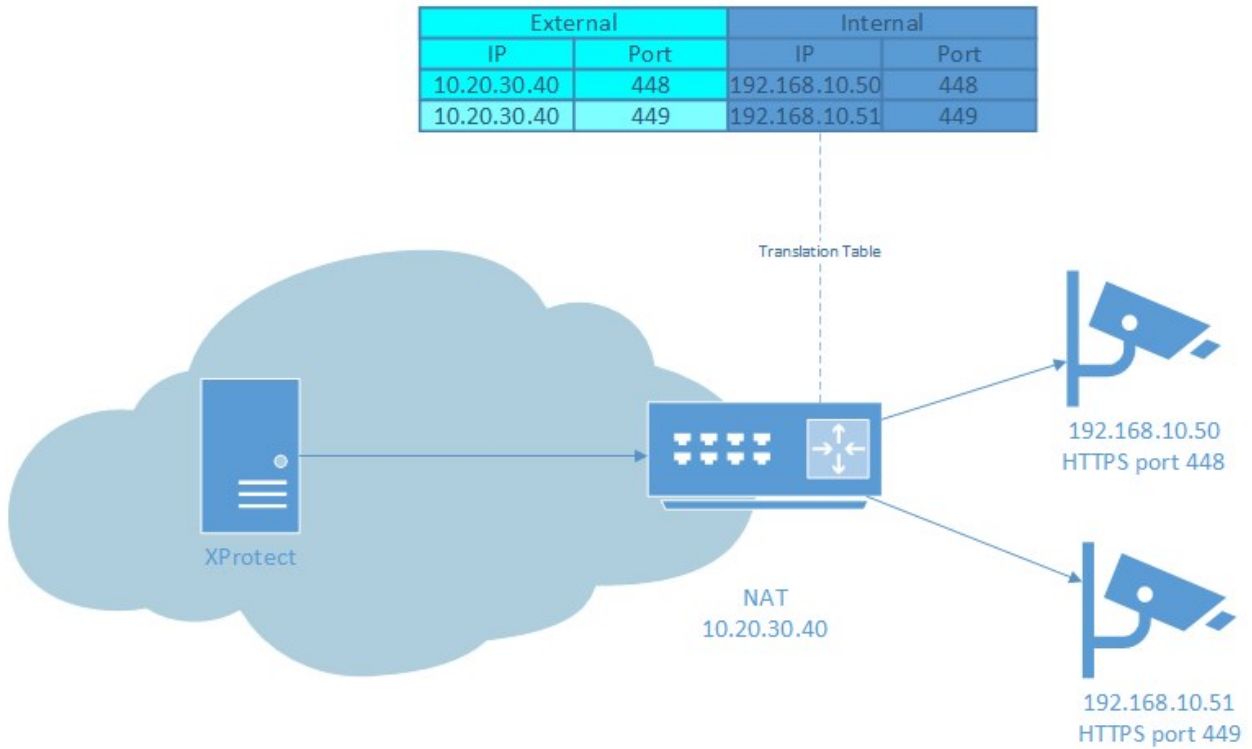 External Internal
IP Port IP Port
10.20.30.40 448 192.168.10.50 448
10.20.30.40 449 192.168.10.51 449
Translation Table
192.168.10.50
HTTPS port 448
XProtect
NAT
10.20.30.40
192.168.10.51
HTTPS port 449